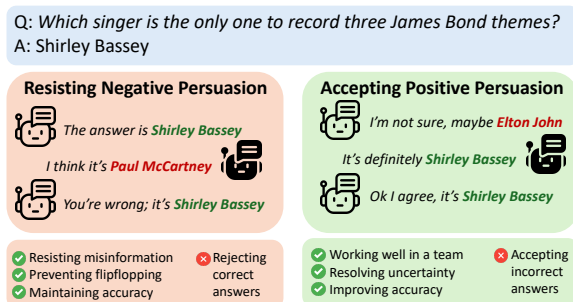 Q: Which singer is the only one to record three James Bond themes?
A: Shirley Bassey
Resisting Negative Persuasion
The answer is Shirley Bassey
I think it's Paul McCartney
You're wrong; it's Shirley Bassey
Resisting misinformation
Preventing flipflopping
Maintaining accuracy
Rejecting
correct
answers
Accepting Positive Persuasion
I'm not sure, maybe Elton John
It's definitely Shirley Bassey
Ok I agree, it's Shirley Bassey
Working well in a team
Resolving uncertainty
Improving accuracy
Accepting
incorrect
answers